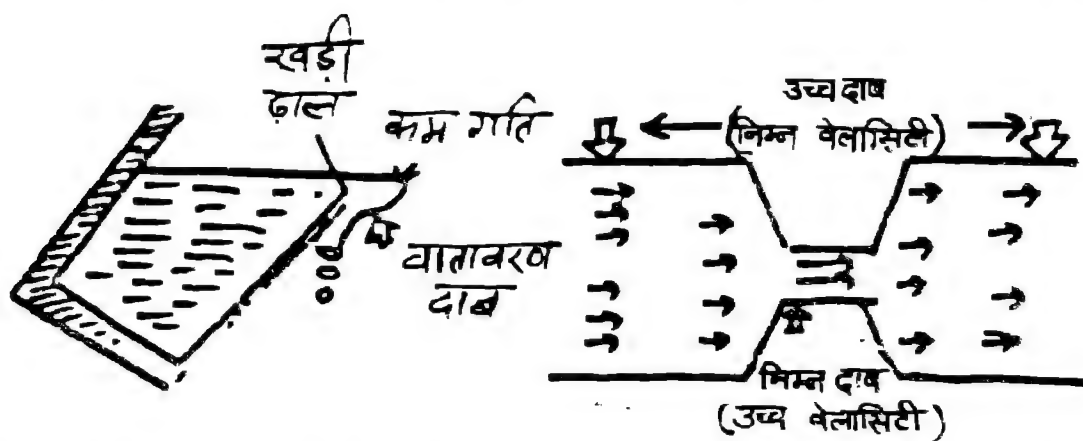 खड़ी
ढ़ाल
कम गति
वातावरण
दाब
उच्च दाब
(निम्न वेलासिटी)
निम्न दाब
(उच्च वेलासिटी)